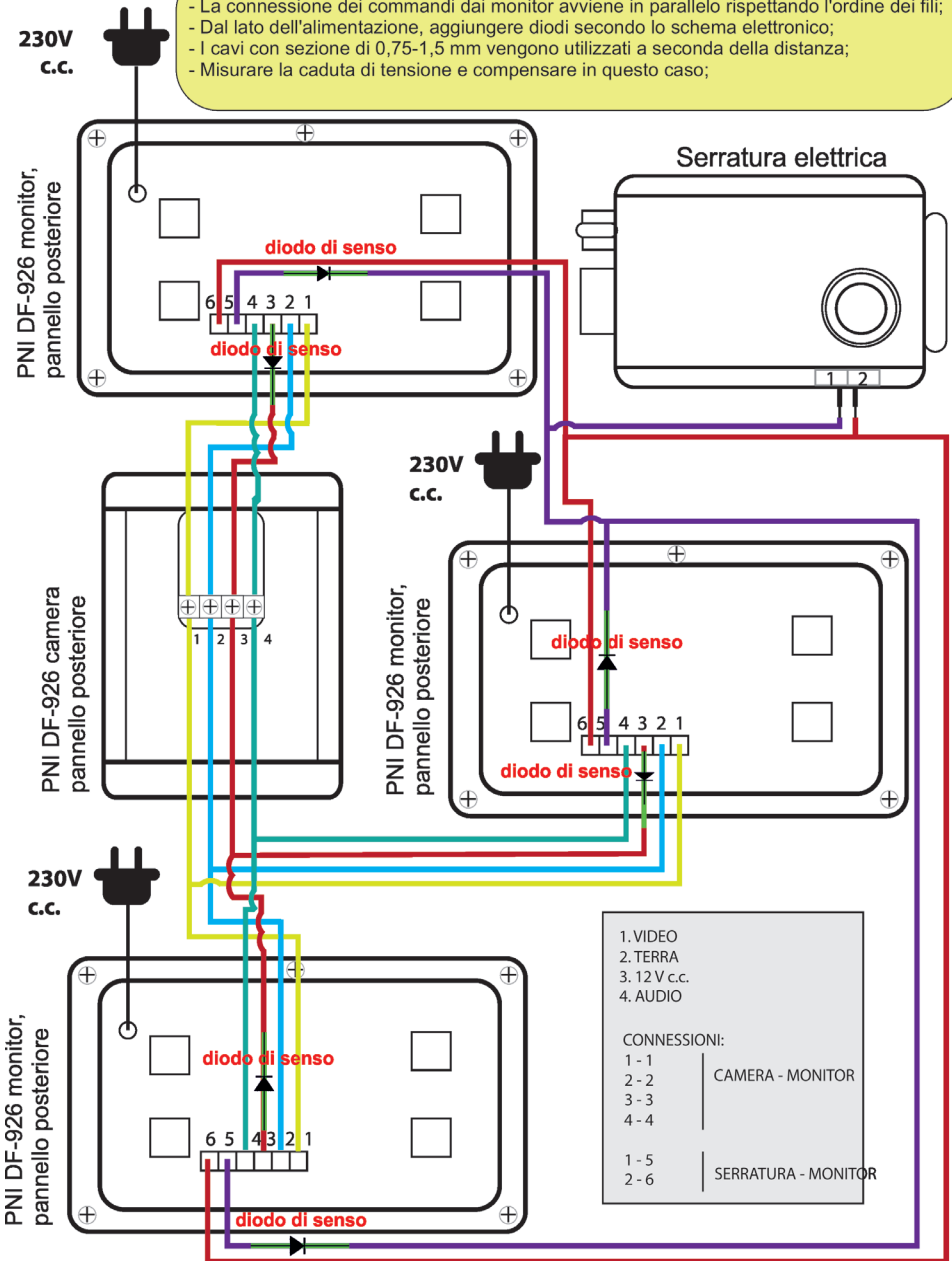 - La connessione dei commandi dai monitor avviene in parallelo rispettando l'ordine dei fili;
- Dal lato dell'alimentazione, aggiungere diodi secondo lo schema elettronico;
- I cavi con sezione di 0,75-1,5 mm vengono utilizzati a seconda della distanza;
- Misurare la caduta di tensione e compensare in questo caso;
230V
c.c.
PNI DF-926 monitor,
pannello posteriore
diodo di senso
6 5 4 3 2 1
diodo di senso
Serratura elettrica
1 2
230V
c.c.
PNI DF-926 camera
pannello posteriore
1 2 3 4
PNI DF-926 monitor,
pannello posteriore
diodo di senso
6 5 4 3 2 1
diodo di senso
230V
c.c.
PNI DF-926 monitor,
pannello posteriore
diodo di senso
6 5 4 3 2 1
diodo di senso
1. VIDEO
2. TERRA
3. 12 V c.c.
4. AUDIO
CONNESSIONI:
1 - 1
2 - 2
3 - 3
4 - 4
CAMERA - MONITOR
1 - 5
2 - 6
SERRATURA - MONITOR